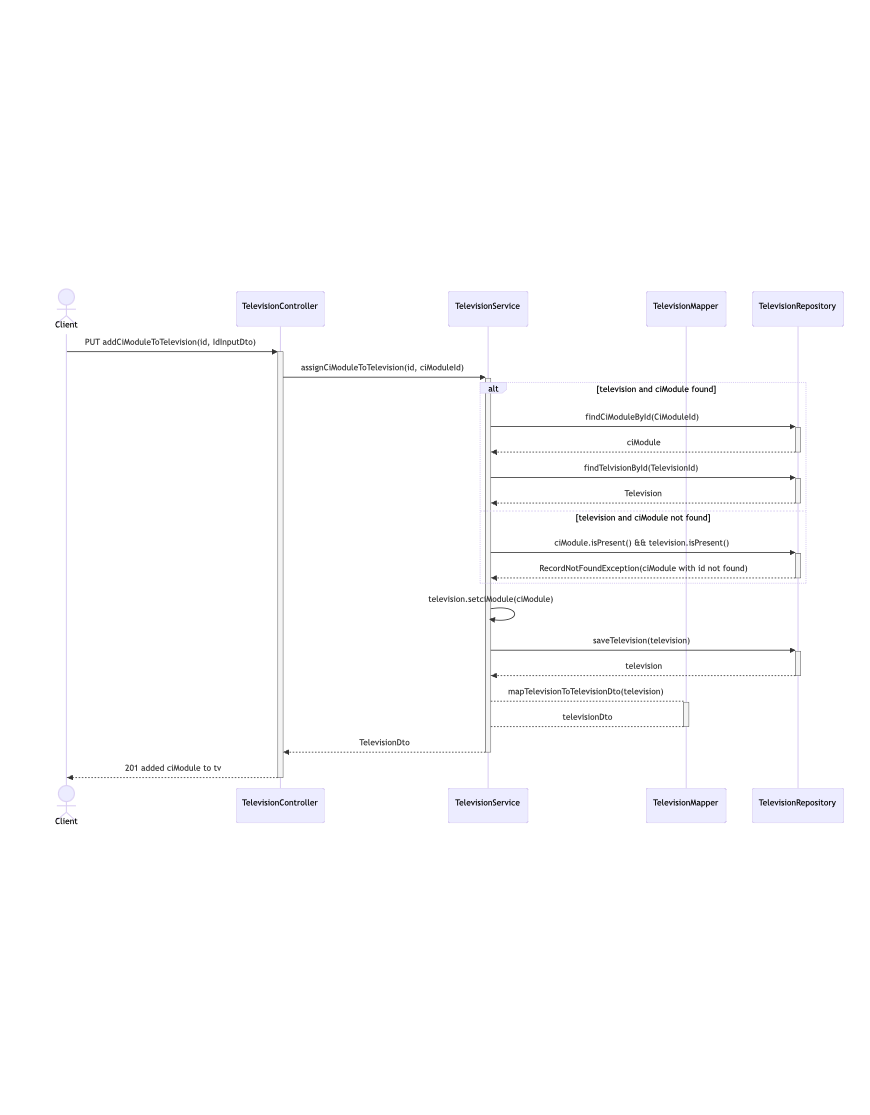 Client
TelevisionController
TelevisionService
TelevisionMapper
TelevisionRepository
PUT addCiModuleToTelevision(id, IdInputDto)
assignCiModuleToTelevision(id, ciModuleId)
alt
[television and ciModule found]
findCiModuleById(CiModuleId)
ciModule
findTelvisionById(TelevisionId)
Television
[television and ciModule not found]
ciModule.isPresent() && television.isPresent()
RecordNotFoundException(ciModule with id not found)
television.setciModule(ciModule)
saveTelevision(television)
television
mapTelevisionToTelevisionDto(television)
televisionDto
TelevisionDto
201 added ciModule to tv
Client
TelevisionController
TelevisionService
TelevisionMapper
TelevisionRepository